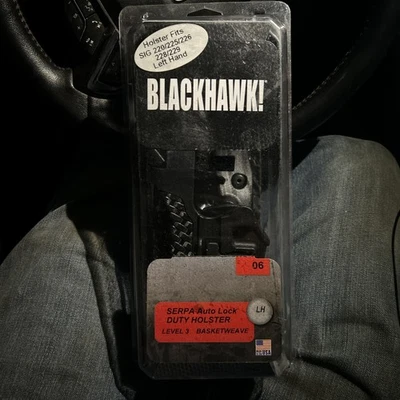 Holster Fits
SIG 220/225/226
228/229
Left Hand
BLACKHAWK!
06
SERPA Auto Lock
DUTY HOLSTER
LEVEL 3 BASKETWEAVE
LH